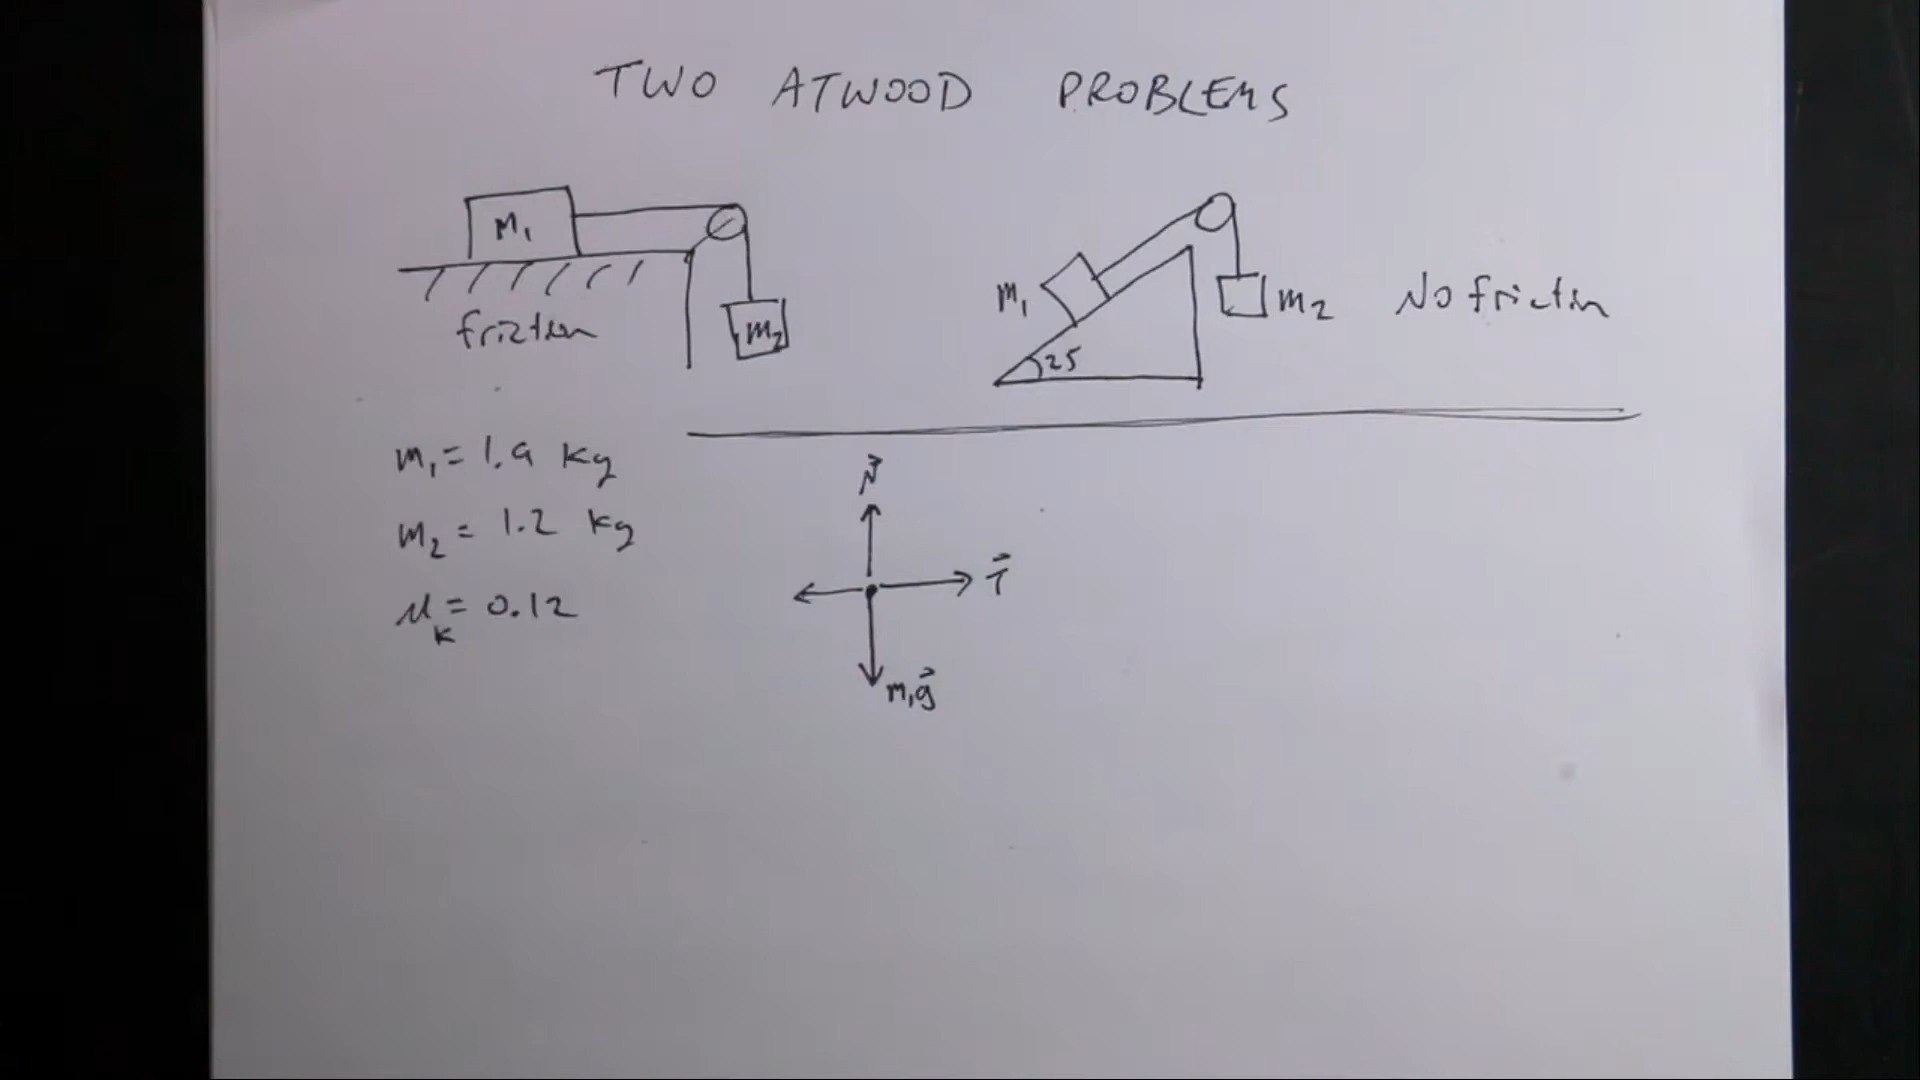 TWO ATWOOD PROBLEMS
M₁
m₂
friction
m₁
m₂
No friction
25
m₁ = 1.9 kg
m₂ = 1.2 kg
μₖ = 0.12
N⃗
T⃗
m₁g⃗